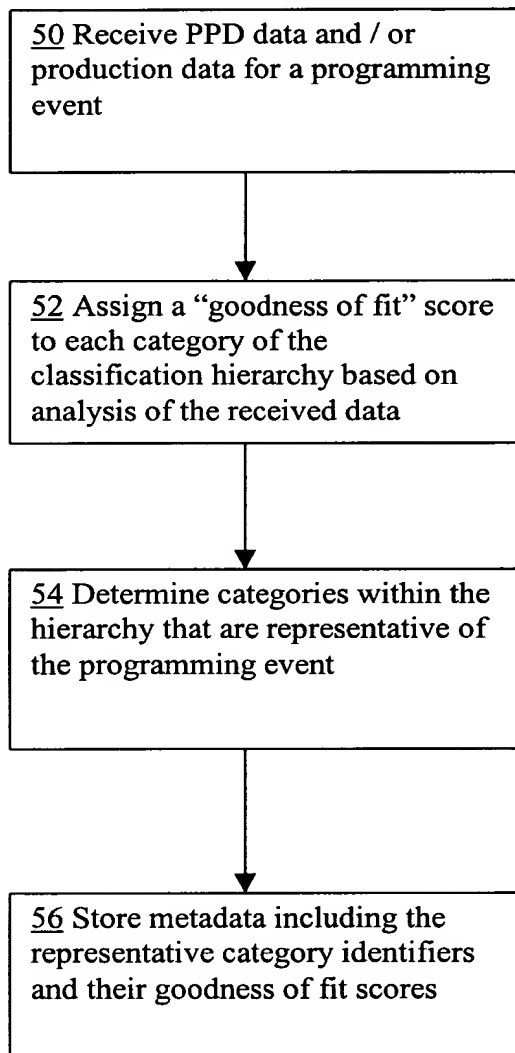 50 Receive PPD data and / or
production data for a programming
event
52 Assign a “goodness of fit” score
to each category of the
classification hierarchy based on
analysis of the received data
54 Determine categories within the
hierarchy that are representative of
the programming event
56 Store metadata including the
representative category identifiers
and their goodness of fit scores